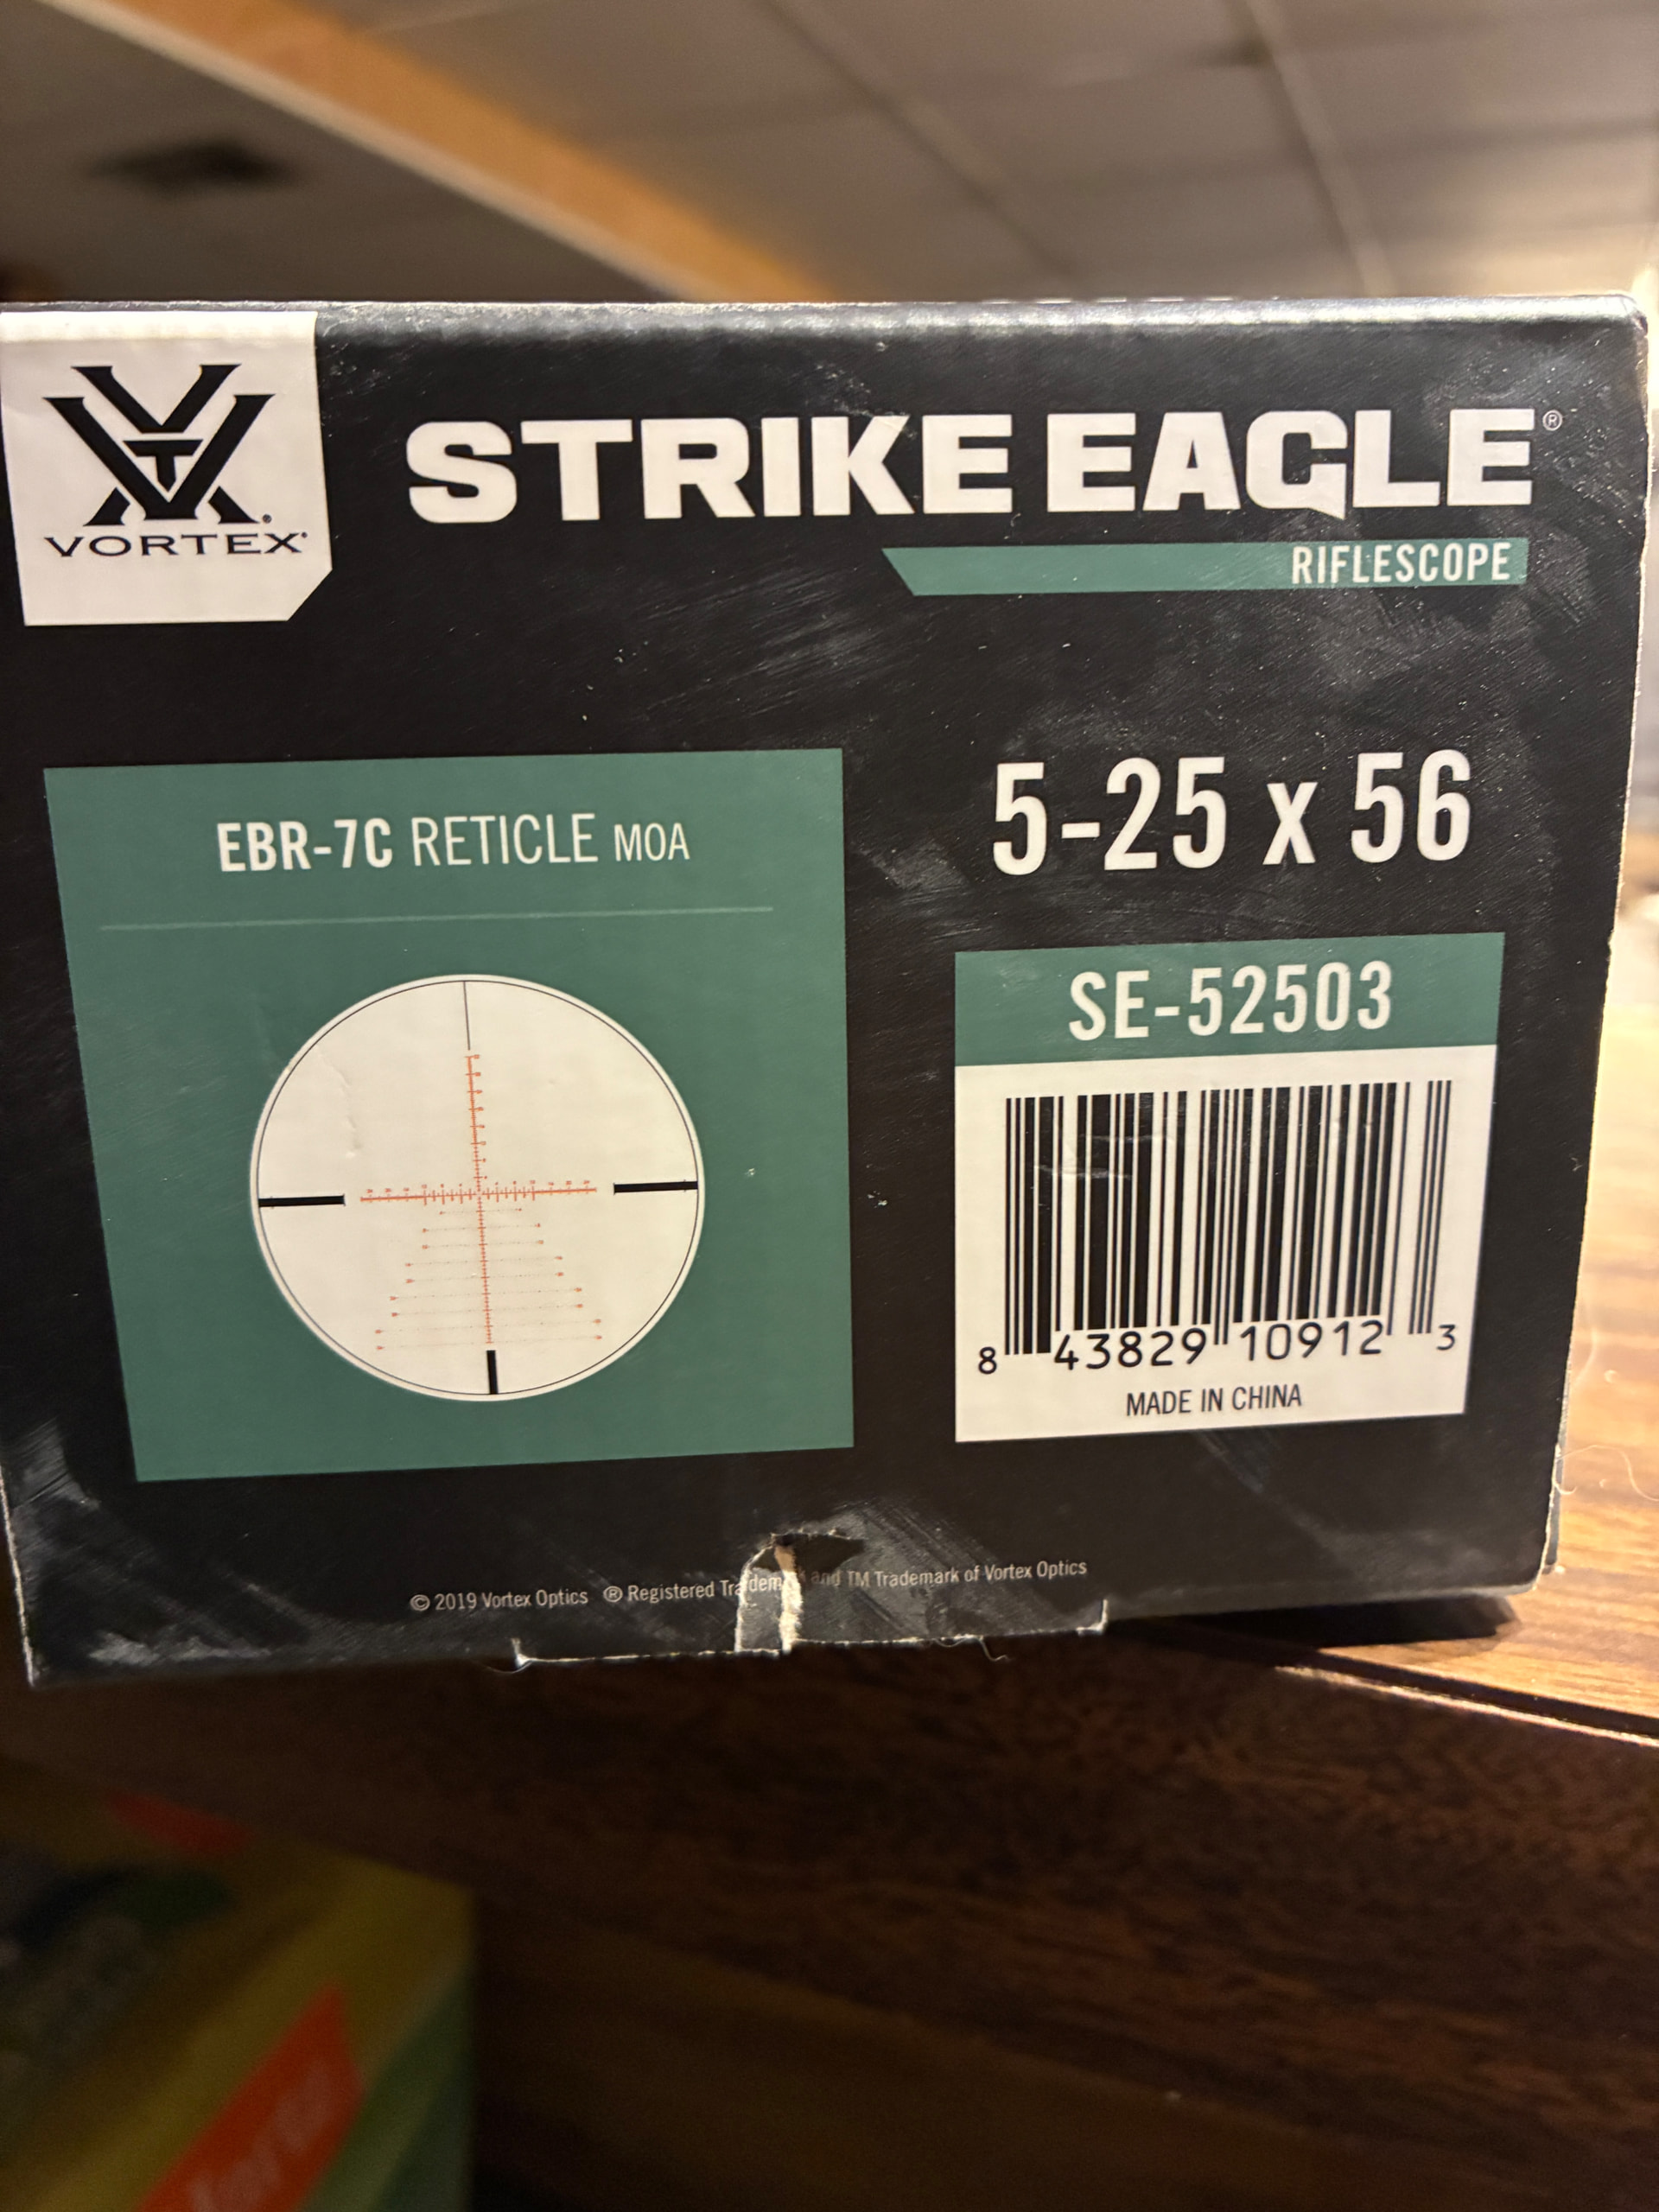 VORTEX®
STRIKE EAGLE®
RIFLESCOPE
EBR-7C RETICLE MOA
5-25 x 56
SE-52503
8 43829 10912 3
MADE IN CHINA
© 2019 Vortex Optics ® Registered Trademark and TM Trademark of Vortex Optics